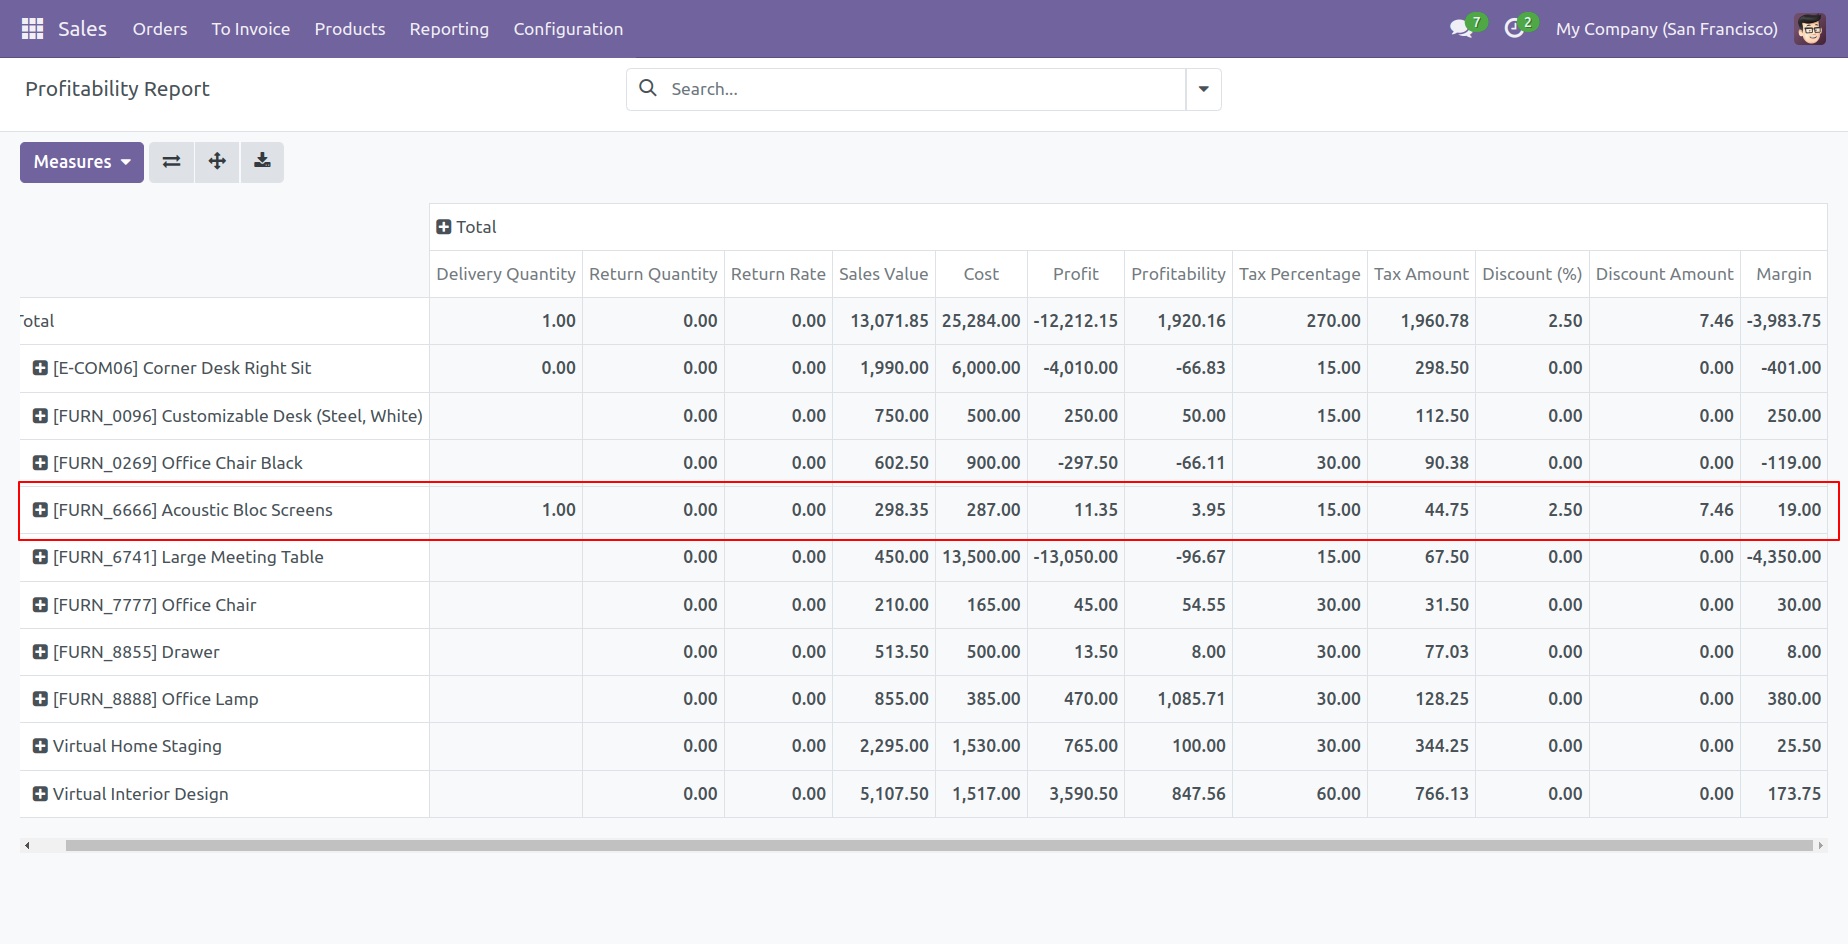 Sales Orders To Invoice Products Reporting Configuration 7 2 My Company (San Francisco)
Profitability Report Search...
Measures
Total
Delivery Quantity Return Quantity Return Rate Sales Value Cost Profit Profitability Tax Percentage Tax Amount Discount (%) Discount Amount Margin
Total 1.00 0.00 0.00 13,071.85 25,284.00 -12,212.15 1,920.16 270.00 1,960.78 2.50 7.46 -3,983.75
[E-COM06] Corner Desk Right Sit 0.00 0.00 0.00 1,990.00 6,000.00 -4,010.00 -66.83 15.00 298.50 0.00 0.00 -401.00
[FURN_0096] Customizable Desk (Steel, White) 0.00 0.00 750.00 500.00 250.00 50.00 15.00 112.50 0.00 0.00 250.00
[FURN_0269] Office Chair Black 0.00 0.00 602.50 900.00 -297.50 -66.11 30.00 90.38 0.00 0.00 -119.00
[FURN_6666] Acoustic Bloc Screens 1.00 0.00 0.00 298.35 287.00 11.35 3.95 15.00 44.75 2.50 7.46 19.00
[FURN_6741] Large Meeting Table 0.00 0.00 450.00 13,500.00 -13,050.00 -96.67 15.00 67.50 0.00 0.00 -4,350.00
[FURN_7777] Office Chair 0.00 0.00 210.00 165.00 45.00 54.55 30.00 31.50 0.00 0.00 30.00
[FURN_8855] Drawer 0.00 0.00 513.50 500.00 13.50 8.00 30.00 77.03 0.00 0.00 8.00
[FURN_8888] Office Lamp 0.00 0.00 855.00 385.00 470.00 1,085.71 30.00 128.25 0.00 0.00 380.00
Virtual Home Staging 0.00 0.00 2,295.00 1,530.00 765.00 100.00 30.00 344.25 0.00 0.00 25.50
Virtual Interior Design 0.00 0.00 5,107.50 1,517.00 3,590.50 847.56 60.00 766.13 0.00 0.00 173.75